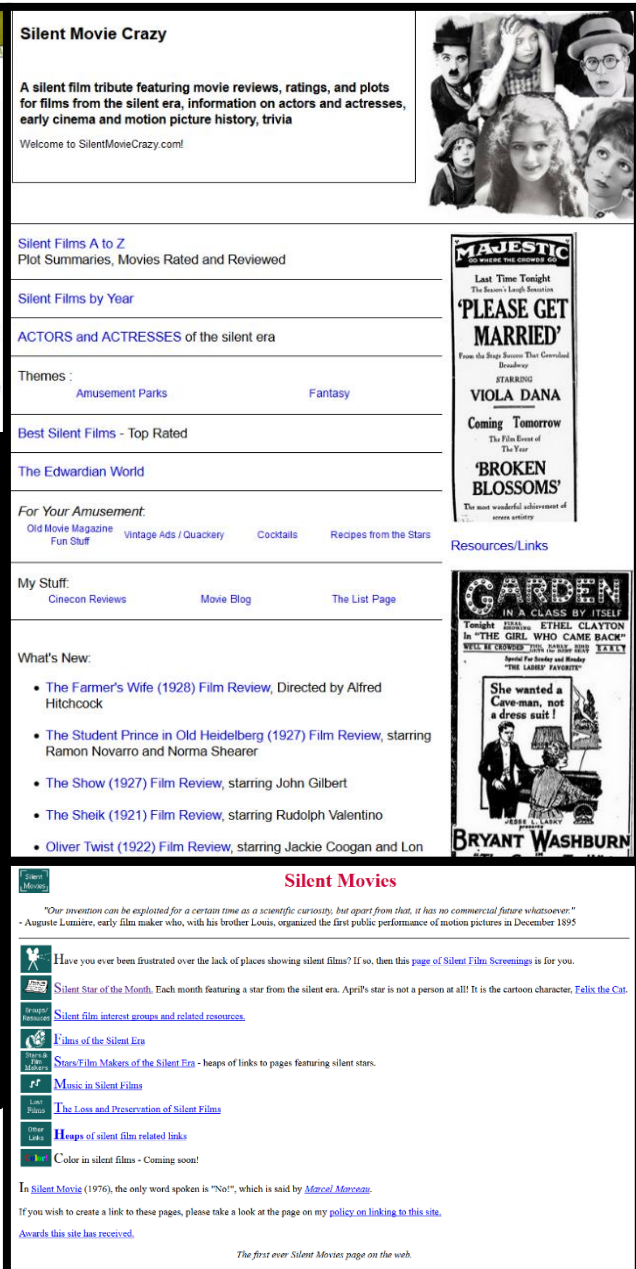 Silent Movie Crazy
A silent film tribute featuring movie reviews, ratings, and plots
for films from the silent era, information on actors and actresses,
early cinema and motion picture history, trivia
Welcome to SilentMovieCrazy.com!
Silent Films A to Z
Plot Summaries, Movies Rated and Reviewed
Silent Films by Year
ACTORS and ACTRESSES of the silent era
Themes :
Amusement Parks Fantasy
Best Silent Films - Top Rated
The Edwardian World
For Your Amusement:
Old Movie Magazine
Fun Stuff
Vintage Ads / Quackery
Cocktails
Recipes from the Stars
My Stuff:
Cinecon Reviews Movie Blog The List Page
What's New:
• The Farmer's Wife (1928) Film Review, Directed by Alfred
Hitchcock
• The Student Prince in Old Heidelberg (1927) Film Review, starring
Ramon Novarro and Norma Shearer
• The Show (1927) Film Review, starring John Gilbert
• The Sheik (1921) Film Review, starring Rudolph Valentino
• Oliver Twist (1922) Film Review, starring Jackie Coogan and Lon
MAJESTIC
GO WHERE THE CROWDS GO
Last Time Tonight
The Season's Laugh Sensation
'PLEASE GET
MARRIED'
From the Stage Success That Convulsed
Broadway
STARRING
VIOLA DANA
Coming Tomorrow
The Film Event of
The Year
'BROKEN
BLOSSOMS'
The most wonderful achievement of
screen artistry
Resources/Links
GARDEN
IN A CLASS BY ITSELF
Tonight FINAL SHOWING ETHEL CLAYTON
In "THE GIRL WHO CAME BACK"
WE'LL BE CROWDED EARLY
Special For Sunday and Monday
"THE LADIES' FAVORITE"
She wanted a
Cave-man, not
a dress suit!
JESSE L. LASKY
presents
BRYANT WASHBURN
Silent
Movies
Silent Movies
"Our invention can be exploited for a certain time as a scientific curiosity, but apart from that, it has no commercial future whatsoever."
- Auguste Lumière, early film maker who, with his brother Louis, organized the first public performance of motion pictures in December 1895
Have you ever been frustrated over the lack of places showing silent films? If so, then this page of Silent Film Screenings is for you.
Silent Star of the Month. Each month featuring a star from the silent era. April's star is not a person at all! It is the cartoon character, Felix the Cat.
Groups/
Resources
Silent film interest groups and related resources.
Films of the Silent Era
Stars &
Film
Makers
Stars/Film Makers of the Silent Era - heaps of links to pages featuring silent stars.
Music in Silent Films
Lost
Films
The Loss and Preservation of Silent Films
Other
Links
Heaps of silent film related links
Color in silent films - Coming soon!
In Silent Movie (1976), the only word spoken is "No!", which is said by Marcel Marceau.
If you wish to create a link to these pages, please take a look at the page on my policy on linking to this site.
Awards this site has received.
The first ever Silent Movies page on the web.